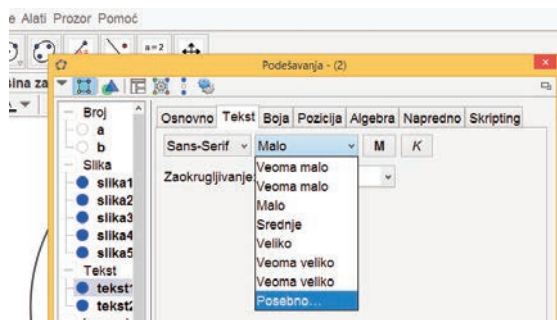 e Alati Prozor Pomoć
a=2
Podešavanja - (2)
sina za
Broj
a
b
Slika
slika1
slika2
slika3
slika4
slika5
Tekst
tekst1
tekst2
Osnovno Tekst Boja Pozicija Algebra Napredno Skripting
Sans-Serif Malo M K
Zaokrugljivanje:
Veoma malo
Veoma malo
Malo
Srednje
Veliko
Veoma veliko
Veoma veliko
Posebno...